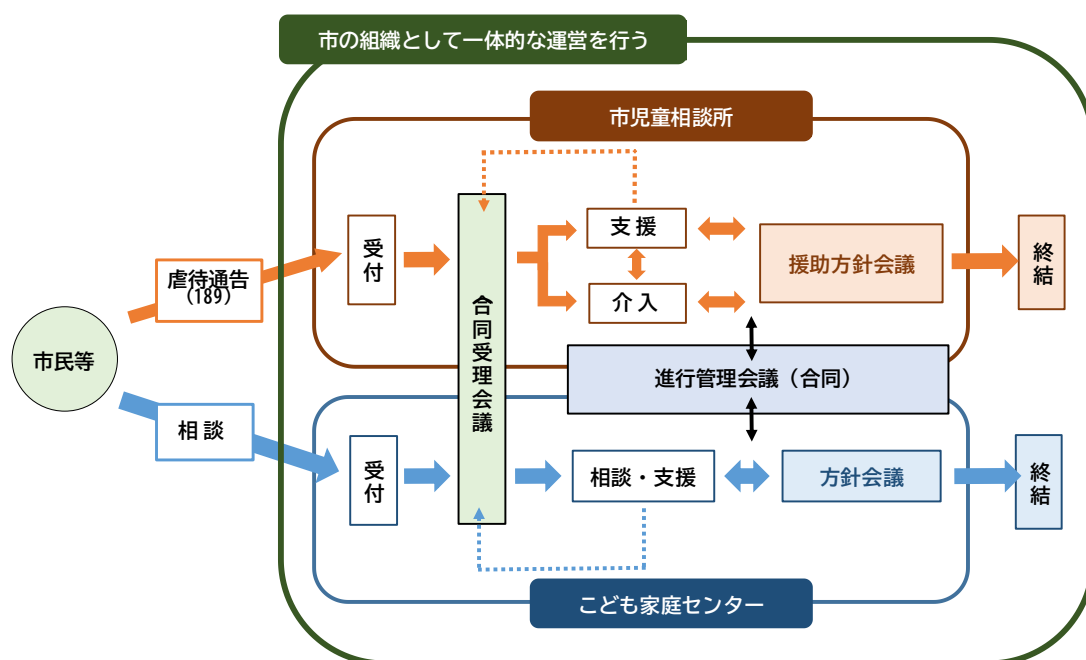 市の組織として一体的な運営を行う
市児童相談所
受付
支援
介入
援助方針会議
終結
虐待通告
(189)
市民等
合同受理会議
進行管理会議（合同）
相談
受付
相談・支援
方針会議
終結
こども家庭センター